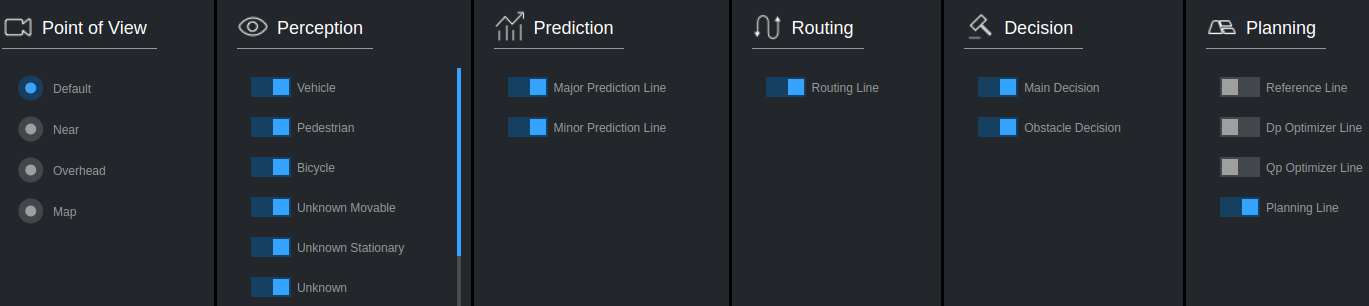 Point of View
Default
Near
Overhead
Map
Perception
Vehicle
Pedestrian
Bicycle
Unknown Movable
Unknown Stationary
Unknown
Prediction
Major Prediction Line
Minor Prediction Line
Routing
Routing Line
Decision
Main Decision
Obstacle Decision
Planning
Reference Line
Dp Optimizer Line
Qp Optimizer Line
Planning Line